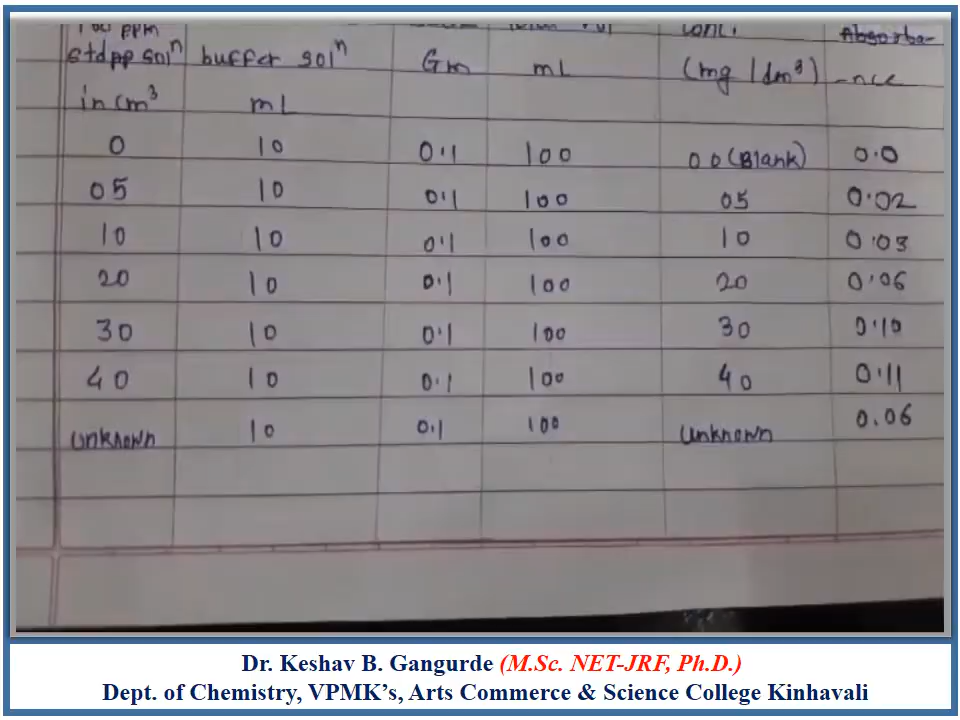 100 ppm
std pp solⁿ buffer solⁿ Gm mL (mg/dm³) Absorba-
-nce
in cm³ mL
0 10 0.1 100 00 (Blank) 0.0
05 10 0.1 100 05 0.02
10 10 0.1 100 10 0.03
20 10 0.1 100 20 0.06
30 10 0.1 100 30 0.10
40 10 0.1 100 40 0.11
unknown 10 0.1 100 unknown 0.06
Dr. Keshav B. Gangurde (M.Sc. NET-JRF, Ph.D.)
Dept. of Chemistry, VPMK's, Arts Commerce & Science College Kinhavali